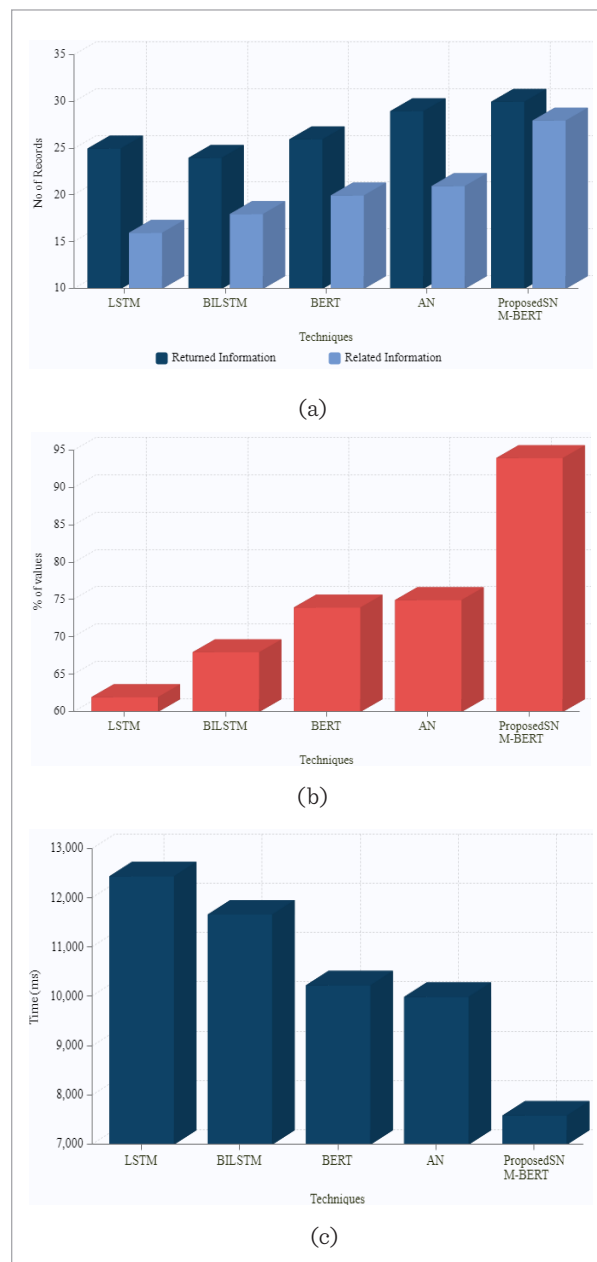 35
30
25
20
15
10
No of Records
LSTM
BILSTM
BERT
AN
ProposedSN
M-BERT
Techniques
Returned Information
Related Information
(a)
95
90
85
80
75
70
65
60
% of values
LSTM
BILSTM
BERT
AN
ProposedSN
M-BERT
Techniques
(b)
13,000
12,000
11,000
10,000
9,000
8,000
7,000
Time (ms)
LSTM
BILSTM
BERT
AN
ProposedSN
M-BERT
Techniques
(c)